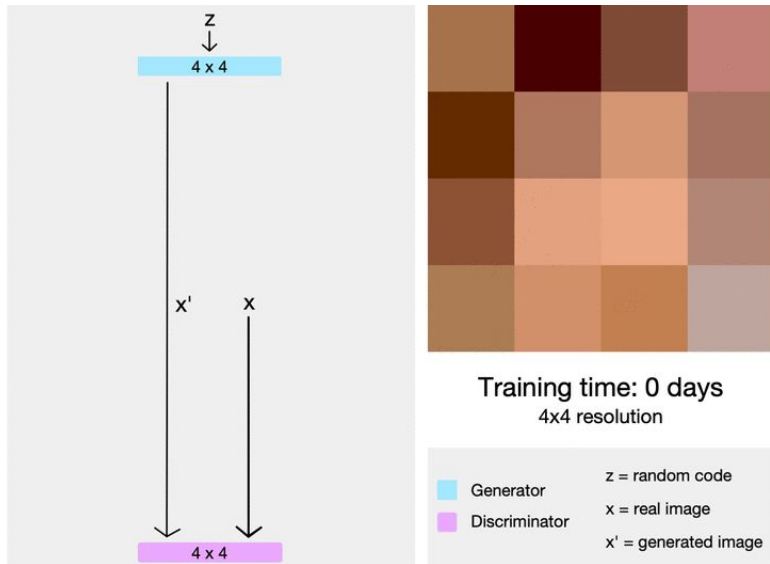 z
4 x 4
x'
x
4 x 4
Training time: 0 days
4x4 resolution
Generator
Discriminator
z = random code
x = real image
x' = generated image